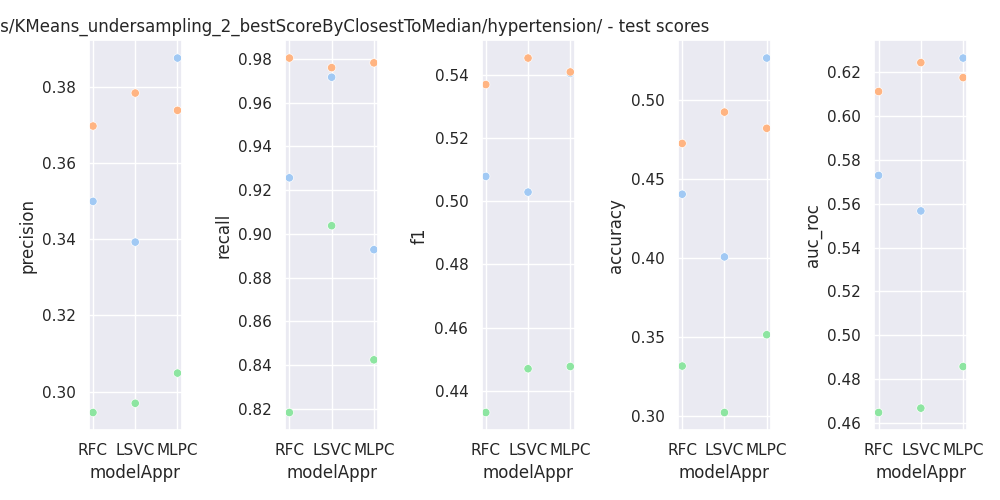 s/KMeans_undersampling_2_bestScoreByClosestToMedian/hypertension/ - test scores
precision
0.38
0.36
0.34
0.32
0.30
RFC LSVC MLPC
modelAppr
recall
0.98
0.96
0.94
0.92
0.90
0.88
0.86
0.84
0.82
RFC LSVC MLPC
modelAppr
f1
0.54
0.52
0.50
0.48
0.46
0.44
RFC LSVC MLPC
modelAppr
accuracy
0.50
0.45
0.40
0.35
0.30
RFC LSVC MLPC
modelAppr
auc_roc
0.62
0.60
0.58
0.56
0.54
0.52
0.50
0.48
0.46
RFC LSVC MLPC
modelAppr